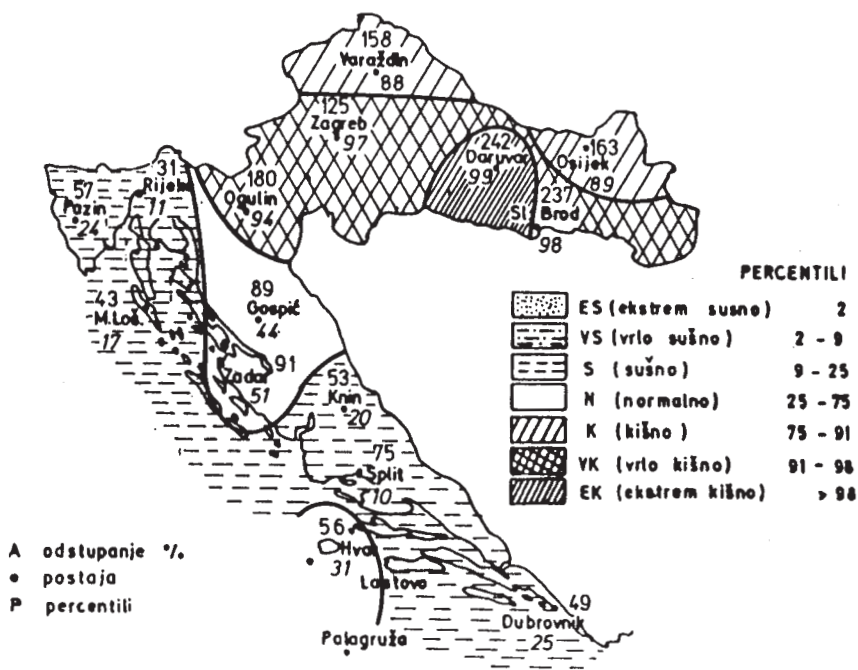 158
Varaždin
88
125
Zagreb
97
242
Daruvar
99
163
Osijek
89
237
Sl. Brod
98
180
Ogulin
94
31
Rijeka
11
57
Pazin
24
43
M.Loš.
17
89
Gospić
44
91
Zadar
51
53
Knin
20
75
Split
10
56
Hvar
31
Lastovo
49
Dubrovnik
25
Palagruža
PERCENTILI
ES (ekstrem sušno) 2
VS (vrlo sušno) 2 - 9
S (sušno) 9 - 25
N (normalno) 25 - 75
K (kišno) 75 - 91
VK (vrlo kišno) 91 - 98
EK (ekstrem kišno) > 98
A odstupanje %
• postaja
P percentili